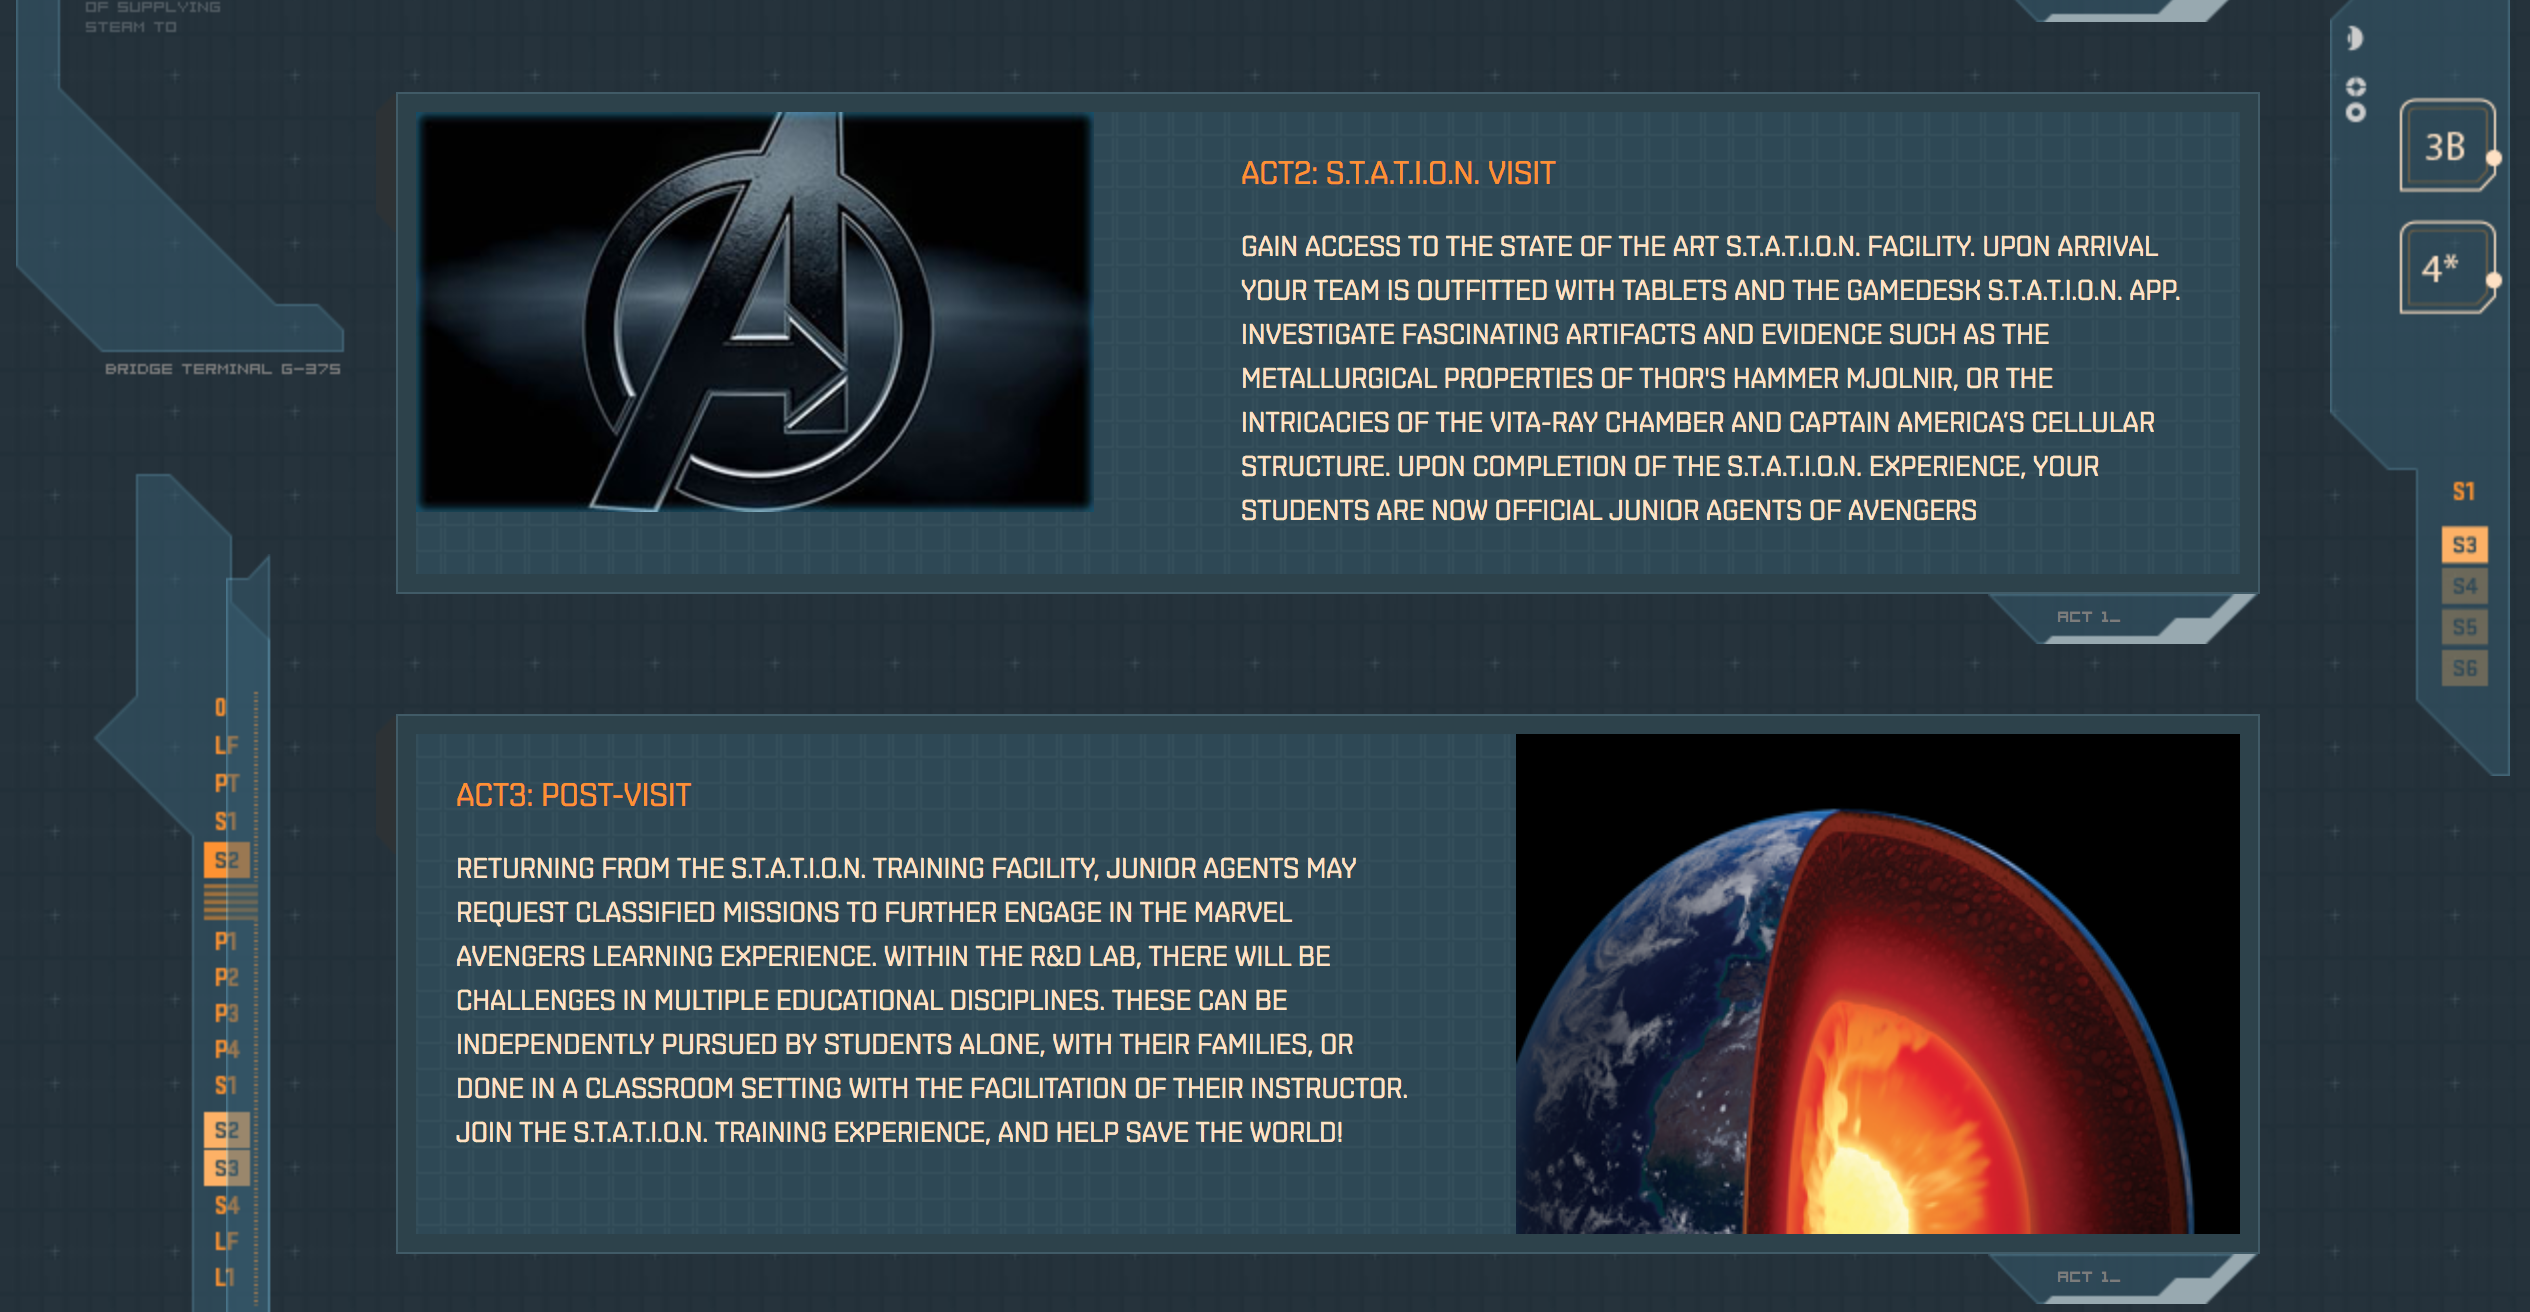 OF SUPPLYING
STEAM TO
BRIDGE TERMINAL G-375
ACT2: S.T.A.T.I.O.N. VISIT
GAIN ACCESS TO THE STATE OF THE ART S.T.A.T.I.O.N. FACILITY. UPON ARRIVAL
YOUR TEAM IS OUTFITTED WITH TABLETS AND THE GAMEDESK S.T.A.T.I.O.N. APP.
INVESTIGATE FASCINATING ARTIFACTS AND EVIDENCE SUCH AS THE
METALLURGICAL PROPERTIES OF THOR'S HAMMER MJOLNIR, OR THE
INTRICACIES OF THE VITA-RAY CHAMBER AND CAPTAIN AMERICA'S CELLULAR
STRUCTURE. UPON COMPLETION OF THE S.T.A.T.I.O.N. EXPERIENCE, YOUR
STUDENTS ARE NOW OFFICIAL JUNIOR AGENTS OF AVENGERS
ACT 1_
3B
4*
S1
S3
S4
S5
S6
0
LF
PT
S1
S2
P1
P2
P3
P4
S1
S2
S3
S4
LF
L1
ACT3: POST-VISIT
RETURNING FROM THE S.T.A.T.I.O.N. TRAINING FACILITY, JUNIOR AGENTS MAY
REQUEST CLASSIFIED MISSIONS TO FURTHER ENGAGE IN THE MARVEL
AVENGERS LEARNING EXPERIENCE. WITHIN THE R&D LAB, THERE WILL BE
CHALLENGES IN MULTIPLE EDUCATIONAL DISCIPLINES. THESE CAN BE
INDEPENDENTLY PURSUED BY STUDENTS ALONE, WITH THEIR FAMILIES, OR
DONE IN A CLASSROOM SETTING WITH THE FACILITATION OF THEIR INSTRUCTOR.
JOIN THE S.T.A.T.I.O.N. TRAINING EXPERIENCE, AND HELP SAVE THE WORLD!
ACT 1_